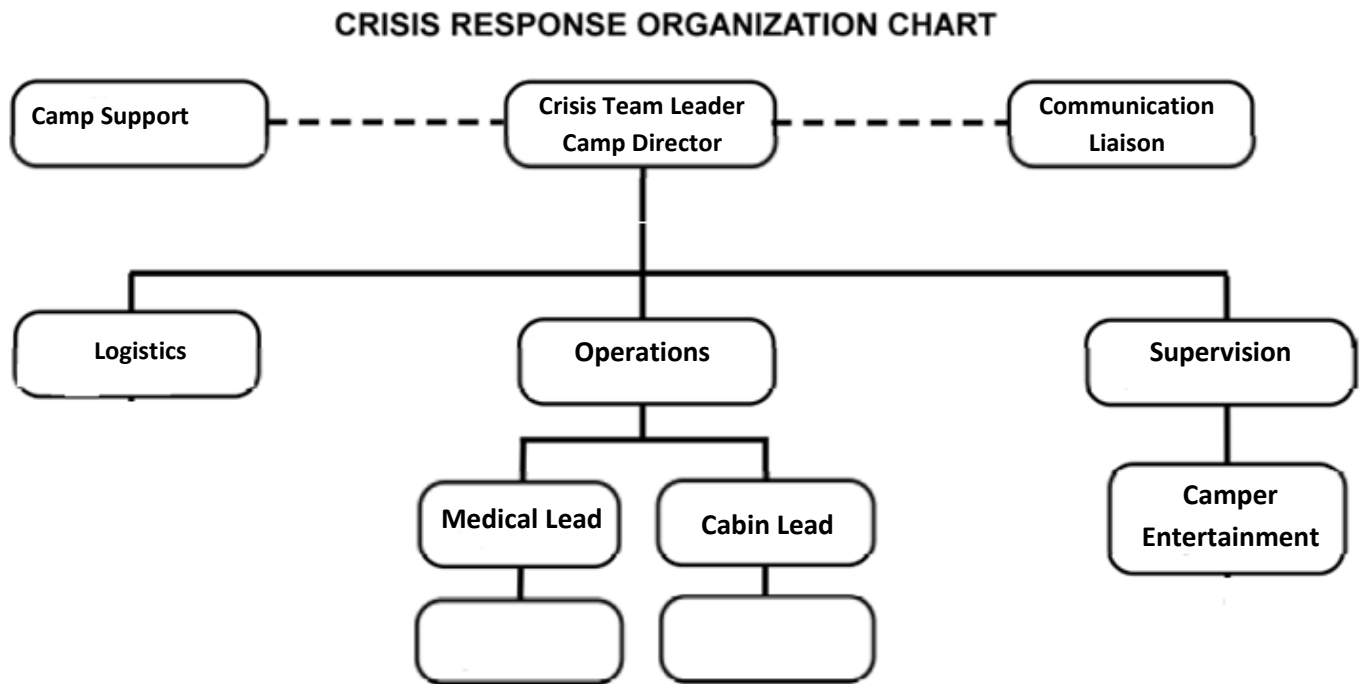 CRISIS RESPONSE ORGANIZATION CHART
Camp Support
Crisis Team Leader
Camp Director
Communication
Liaison
Logistics
Operations
Supervision
Medical Lead
Cabin Lead
Camper
Entertainment